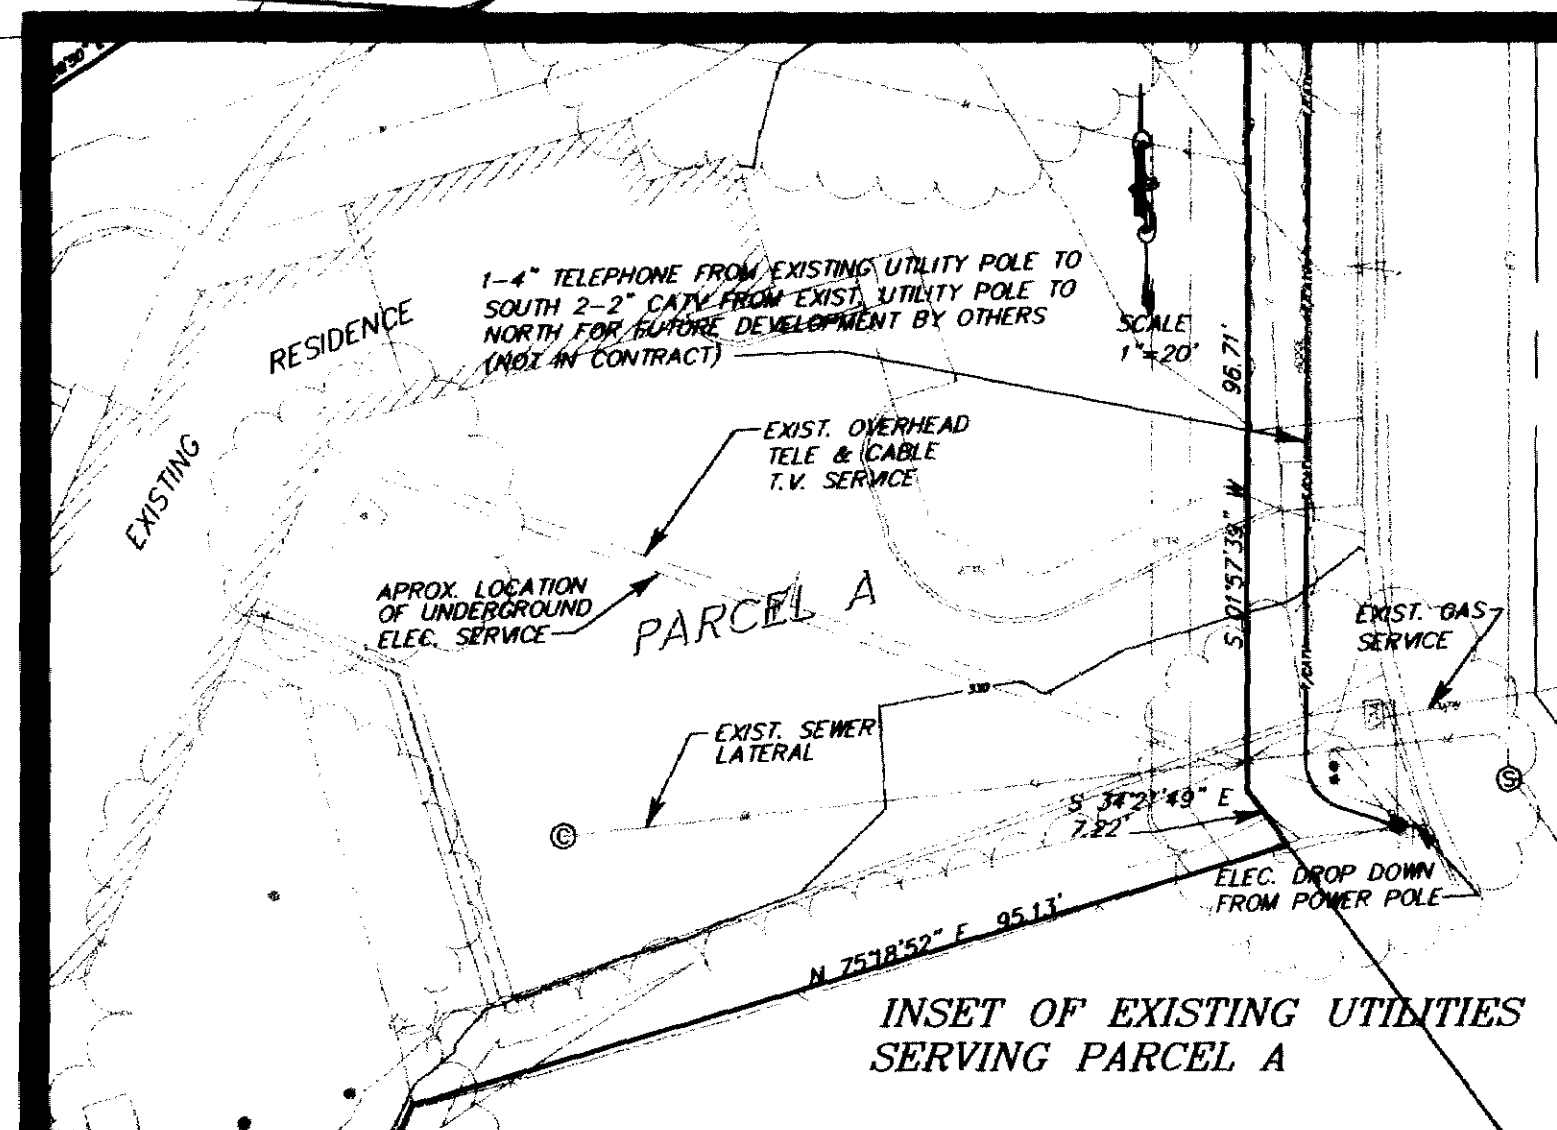 1-4" TELEPHONE FROM EXISTING UTILITY POLE TO
SOUTH 2-2" CATV FROM EXIST. UTILITY POLE TO
NORTH FOR FUTURE DEVELOPMENT BY OTHERS
(NOT IN CONTRACT)
SCALE
1"=20'
RESIDENCE
EXISTING
EXIST. OVERHEAD
TELE & CABLE
T.V. SERVICE
APROX. LOCATION
OF UNDERGROUND
ELEC. SERVICE
PARCEL A
S 01°57'39" W 96.71'
EXIST. GAS
SERVICE
330
EXIST. SEWER
LATERAL
C
S
S 34°21'49" E
7.22'
ELEC. DROP DOWN
FROM POWER POLE
N 75°18'52" E 95.13'
INSET OF EXISTING UTILITIES
SERVING PARCEL A